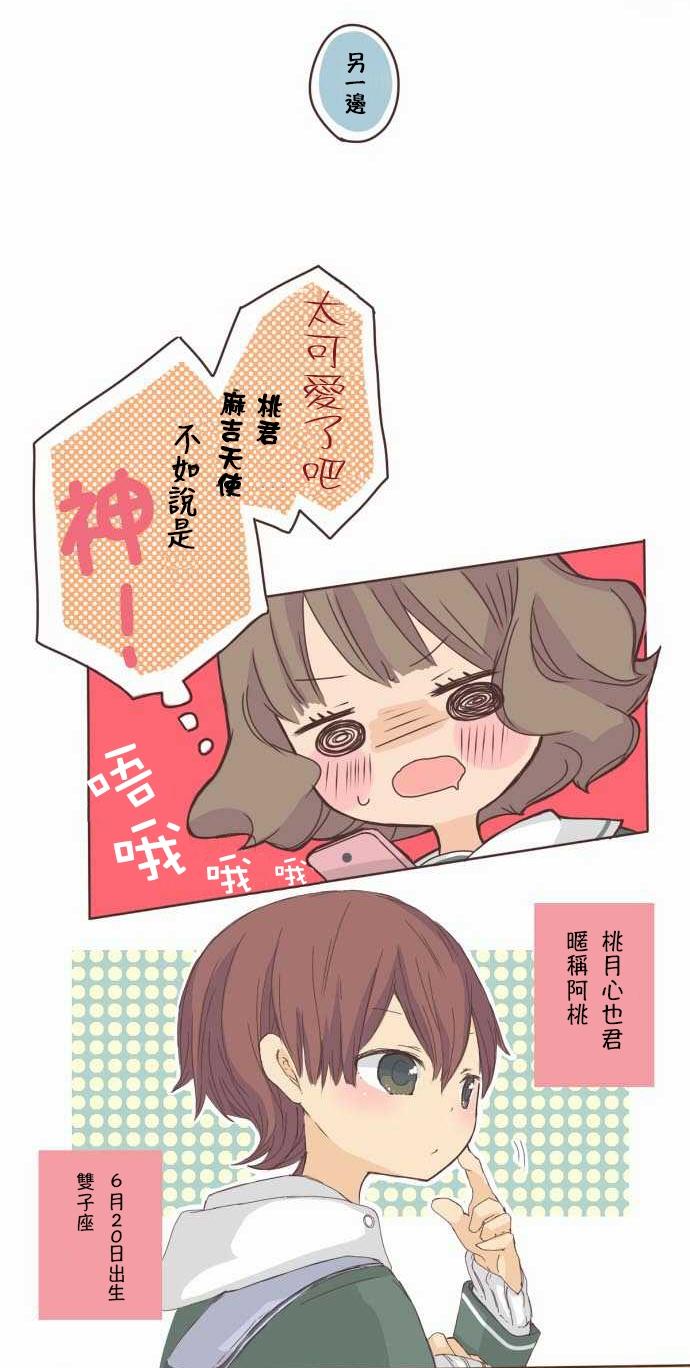 另一邊
太可愛了吧
桃君
麻吉天使
不如說是
神——！
唔哦哦哦
桃月心也君
暱稱阿桃
6月20日出生
雙子座